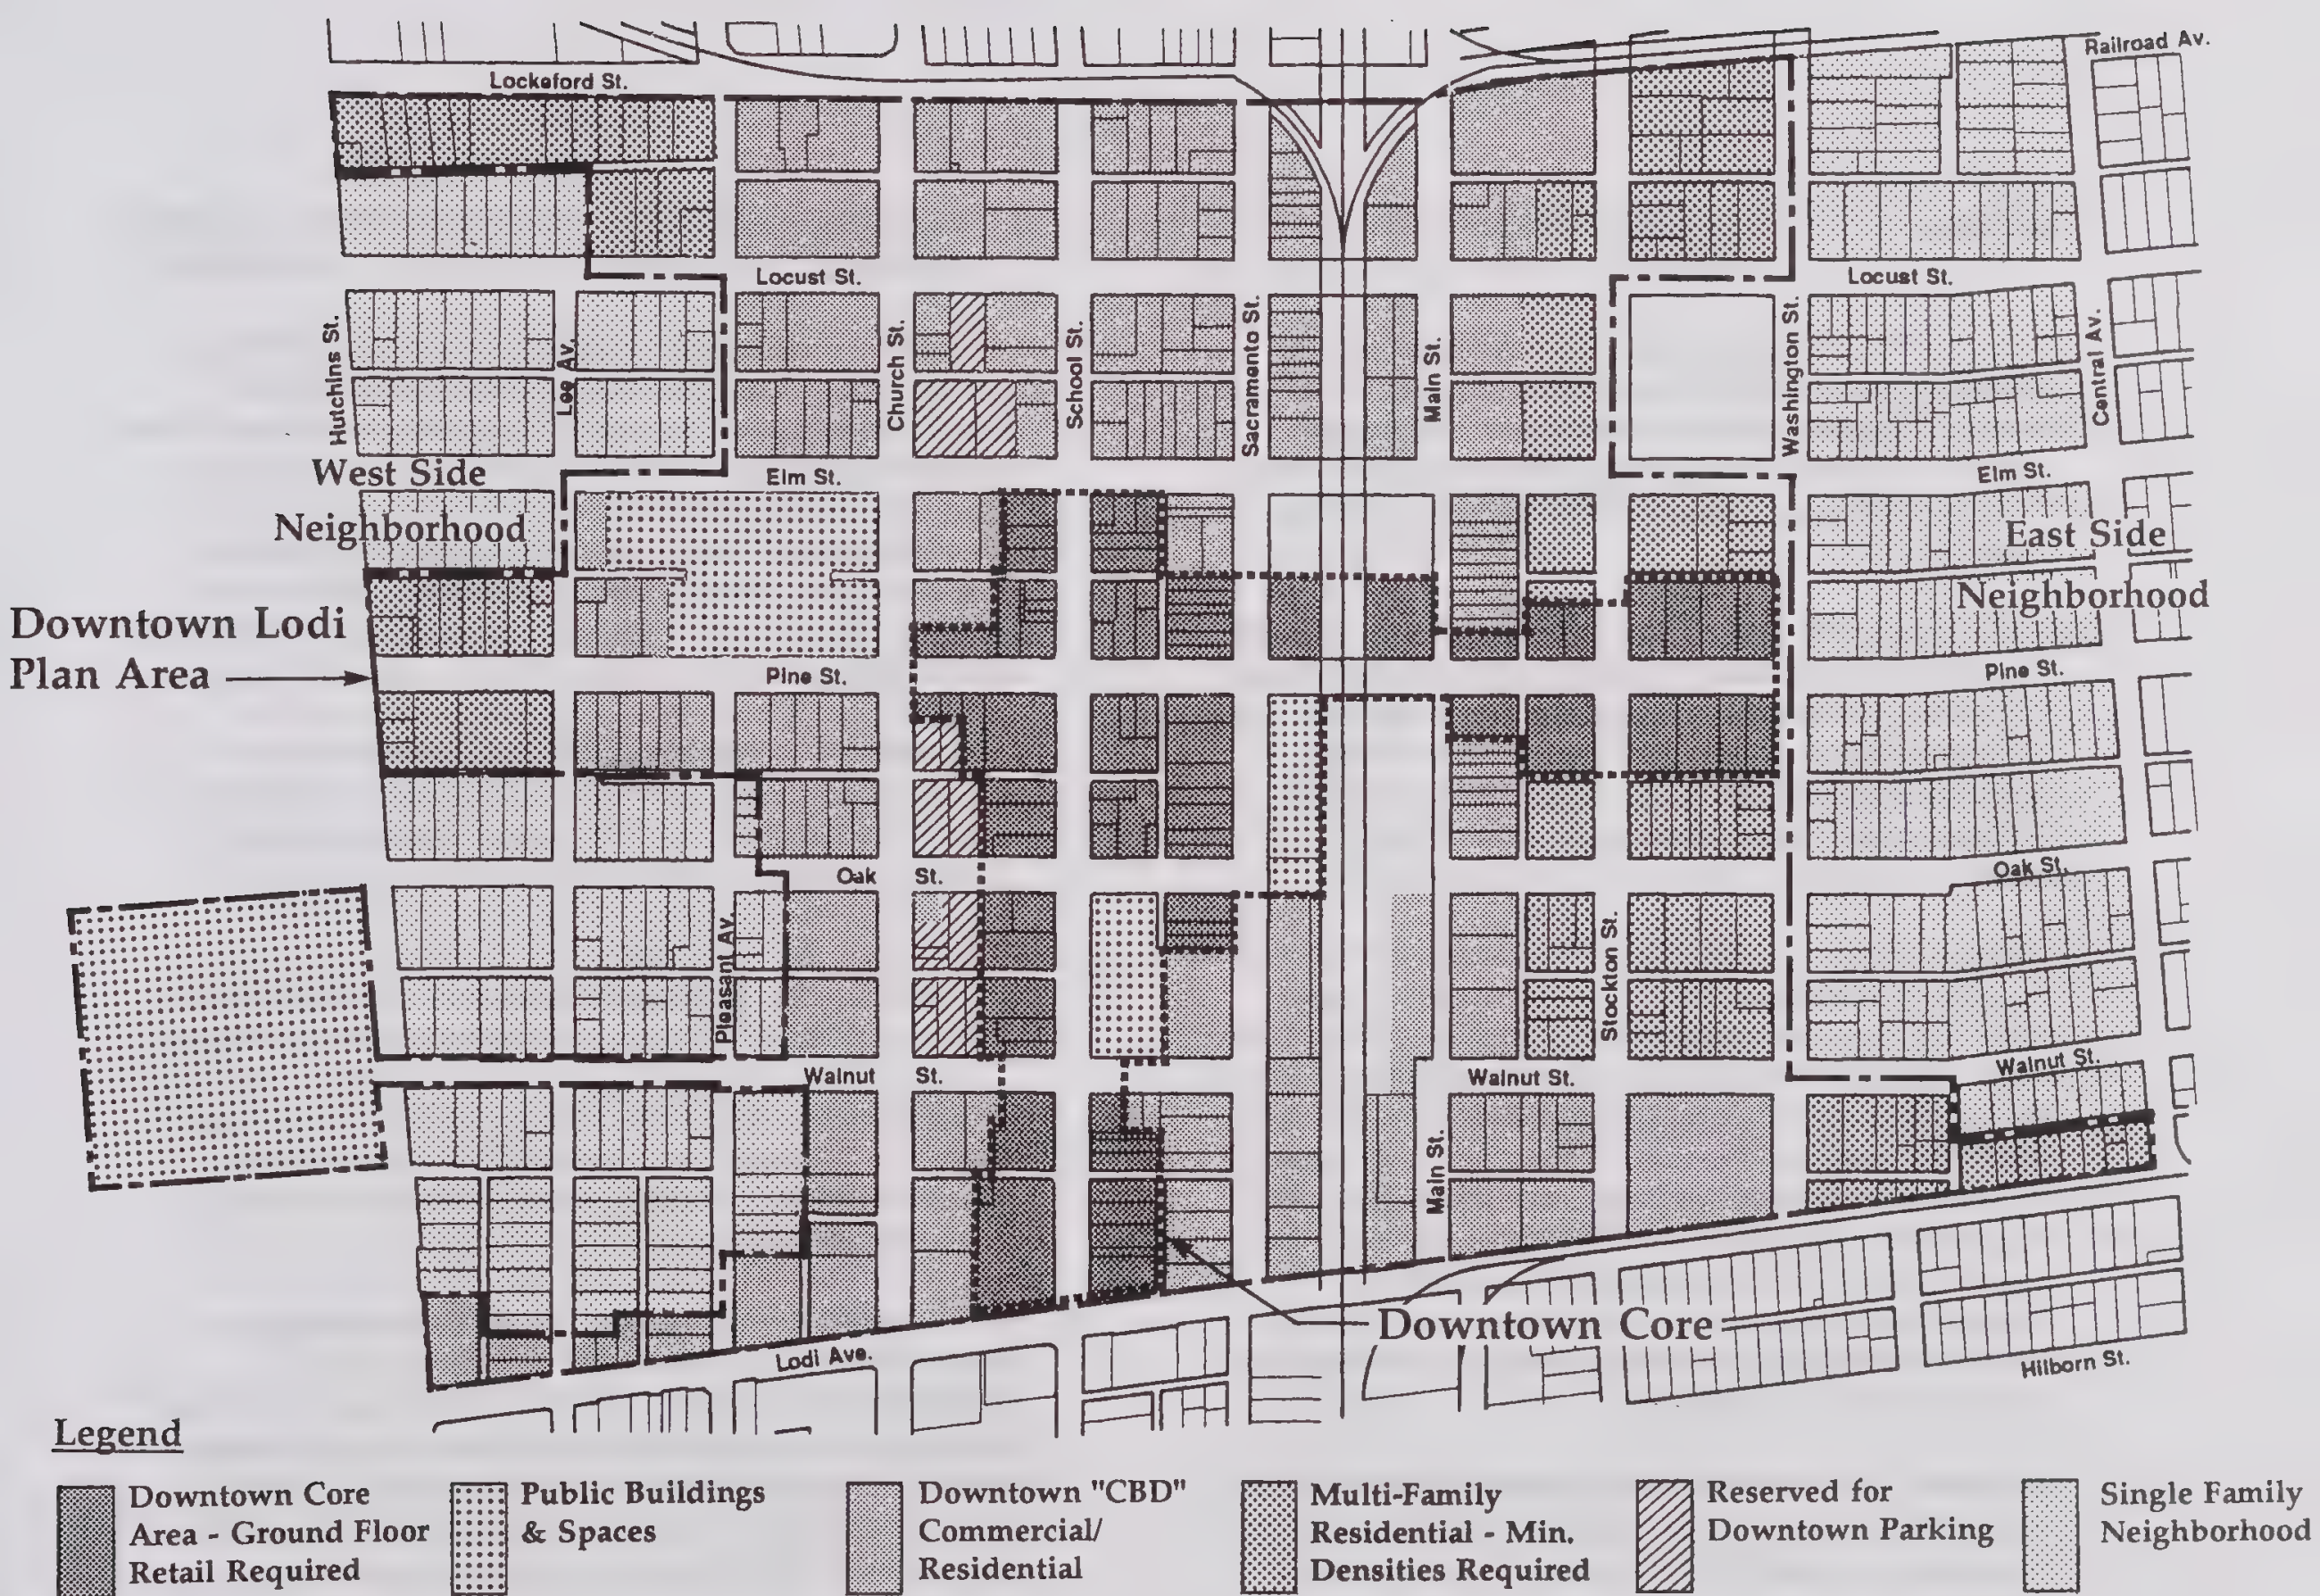 Railroad Av.
Lockeford St.
Locust St.
Locust St.
Hutchins St.
Lee Av.
Church St.
School St.
Sacramento St.
Main St.
Washington St.
Central Av.
West Side
Neighborhood
Elm St.
Elm St.
East Side
Neighborhood
Downtown Lodi
Plan Area
Pine St.
Pine St.
Oak St.
Oak St.
Pleasant Av.
Stockton St.
Walnut St.
Walnut St.
Walnut St.
Main St.
Downtown Core
Lodi Ave.
Hilborn St.
Legend
Downtown Core
Area - Ground Floor
Retail Required
Public Buildings
& Spaces
Downtown "CBD"
Commercial/
Residential
Multi-Family
Residential - Min.
Densities Required
Reserved for
Downtown Parking
Single Family
Neighborhood